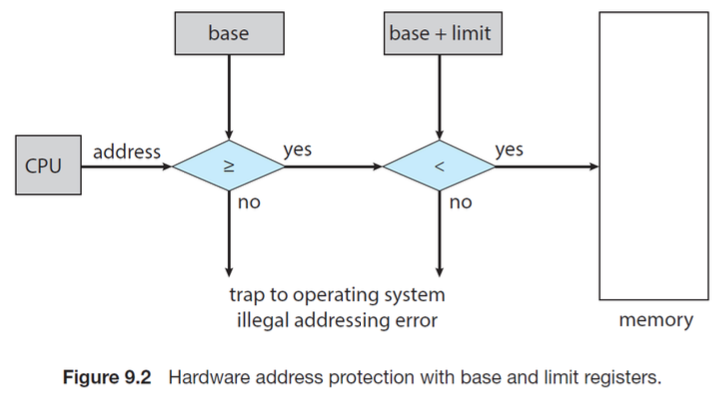 base
base + limit
CPU
address
≥
yes
<
yes
no
no
trap to operating system
illegal addressing error
memory
Figure 9.2 Hardware address protection with base and limit registers.